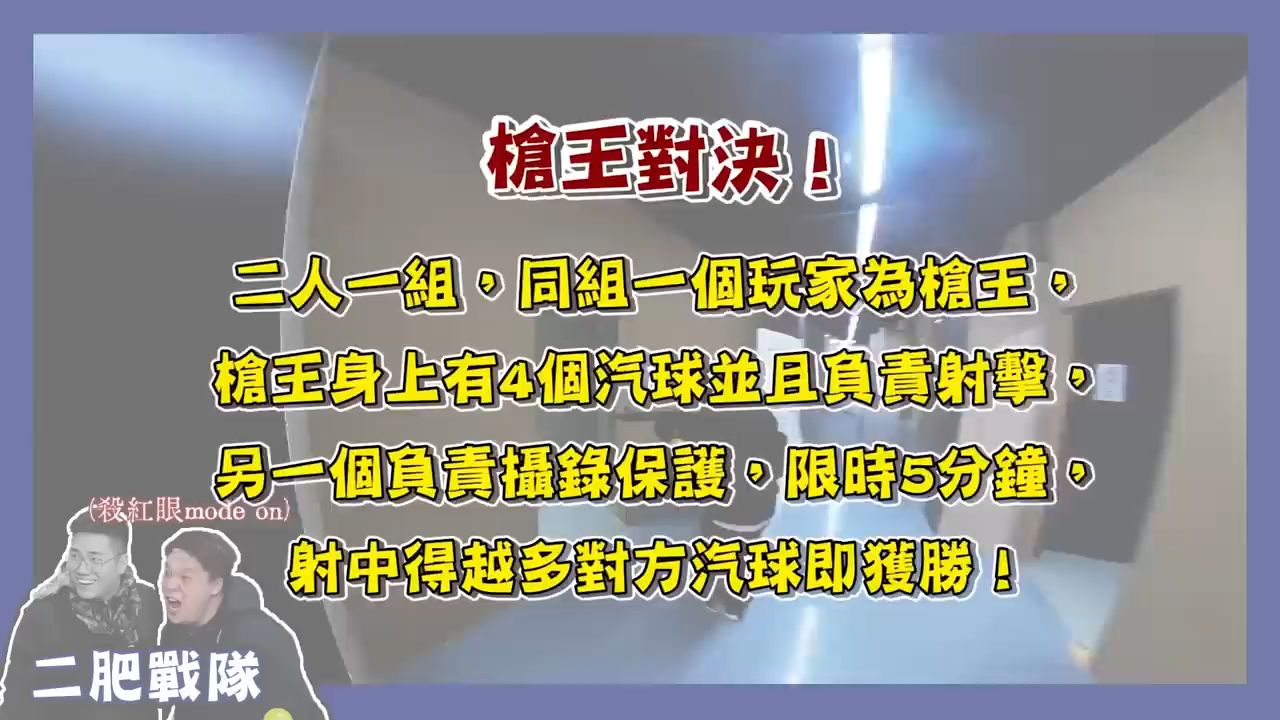 槍王對決！
二人一組，同組一個玩家為槍王，
槍王身上有4個汽球並且負責射擊，
另一個負責攝錄保護，限時5分鐘，
射中得越多對方汽球即獲勝！
(殺紅眼mode on)
二肥戰隊